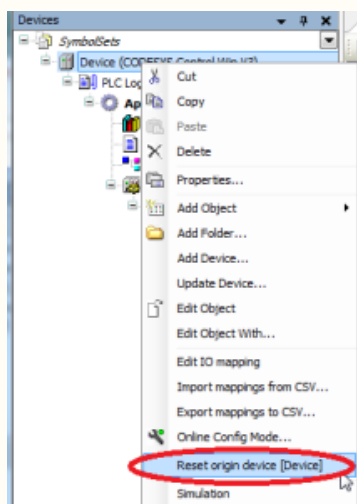 Devices
SymbolSets
Device (CODESYS Control Win V3)
PLC Log
Ap
Cut
Copy
Paste
Delete
Properties...
Add Object
Add Folder...
Add Device...
Update Device...
Edit Object
Edit Object With...
Edit IO mapping
Import mappings from CSV...
Export mappings to CSV...
Online Config Mode...
Reset origin device [Device]
Simulation